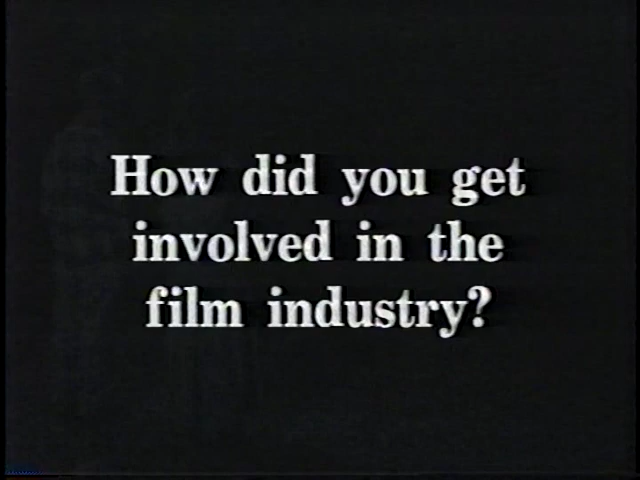 How did you get
involved in the
film industry?